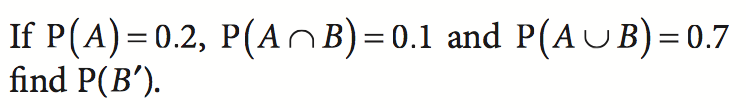 If P(A) = 0.2, P(A ∩ B) = 0.1 and P(A ∪ B) = 0.7
find P(B′).